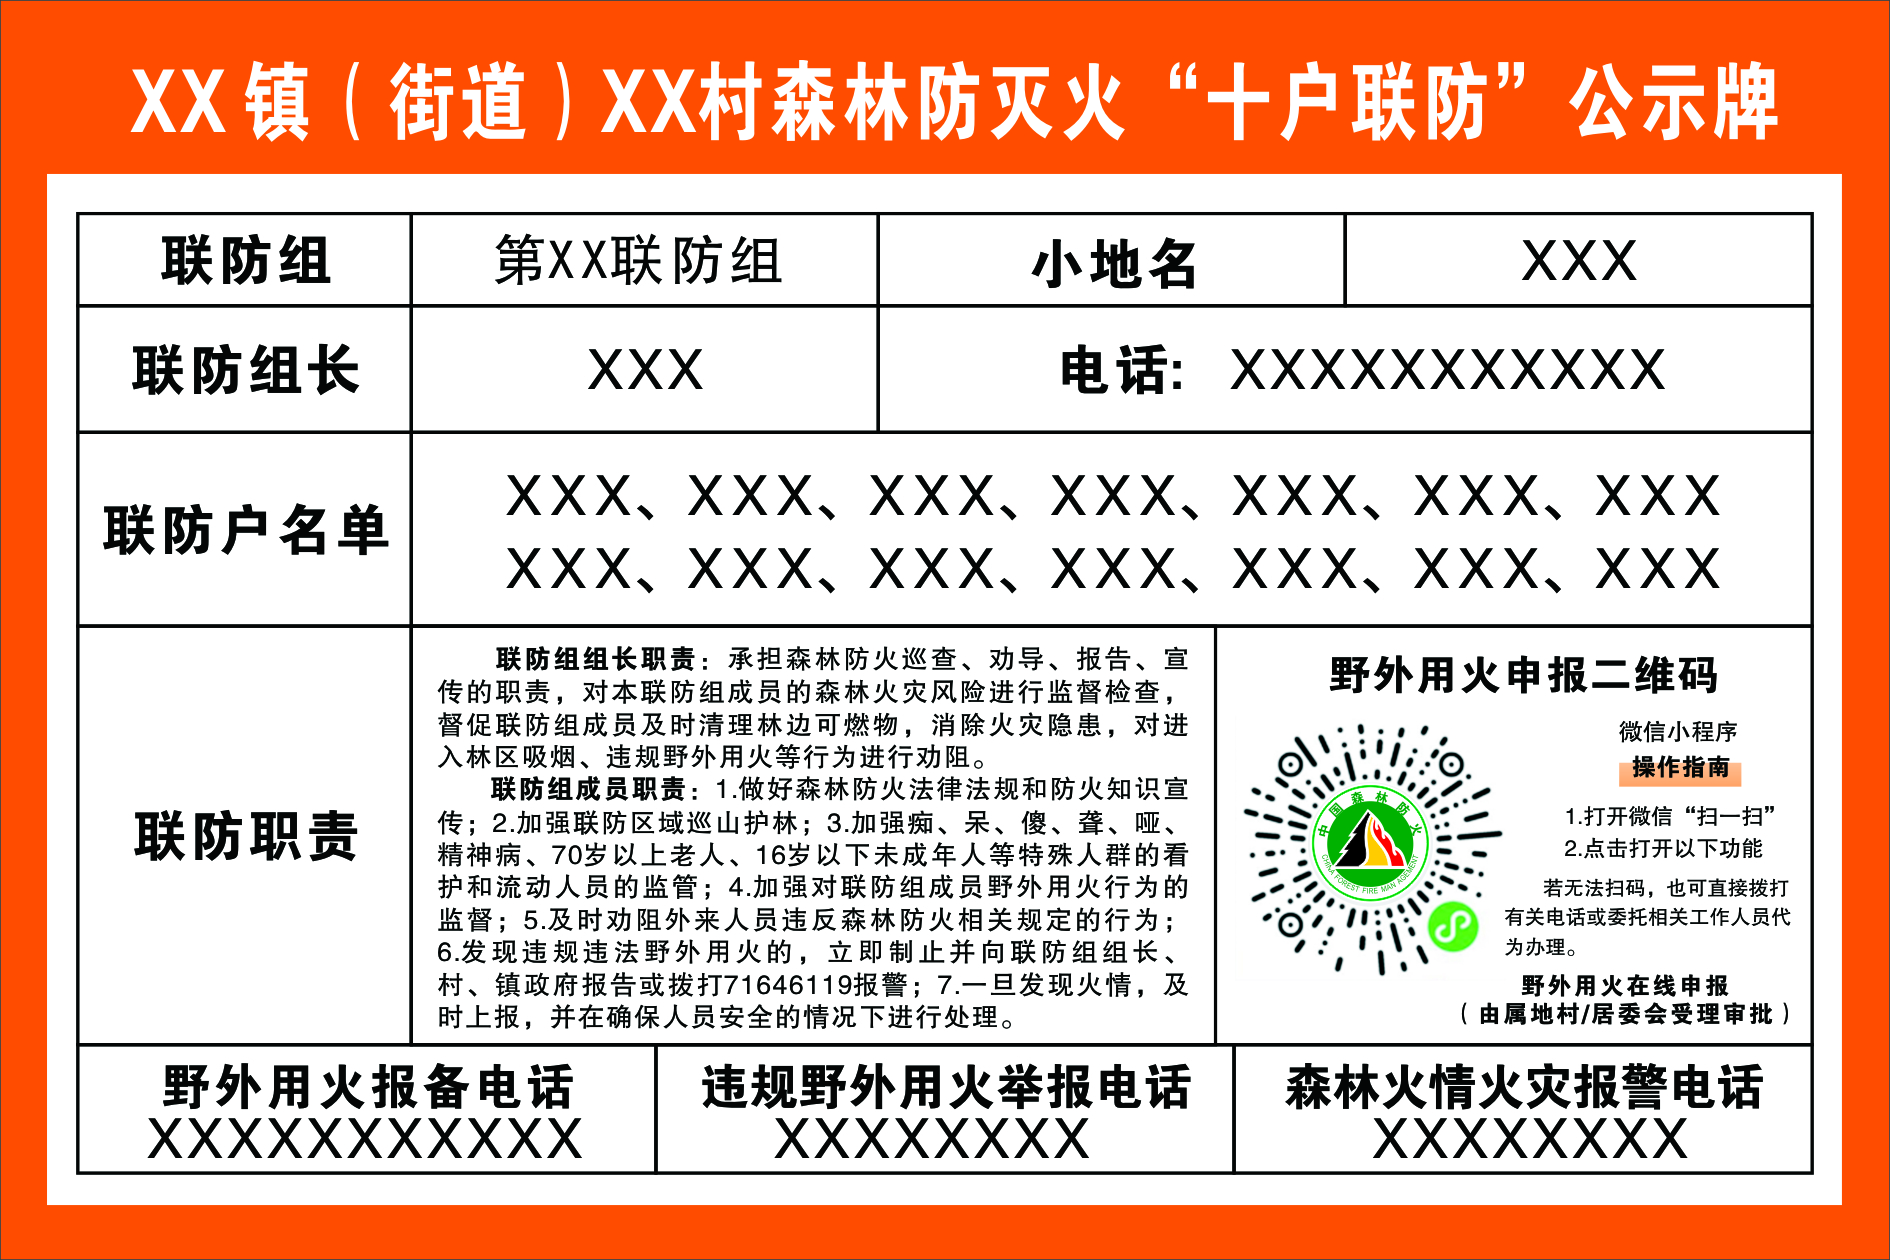 XX镇（街道）XX村森林防灭火“十户联防”公示牌
联防组 第XX联防组 小地名 XXX
联防组长 XXX 电话: XXXXXXXXXXX
联防户名单
XXX、XXX、XXX、XXX、XXX、XXX、XXX
XXX、XXX、XXX、XXX、XXX、XXX、XXX
联防职责
联防组组长职责：承担森林防火巡查、劝导、报告、宣
传的职责，对本联防组成员的森林火灾风险进行监督检查，
督促联防组成员及时清理林边可燃物，消除火灾隐患，对进
入林区吸烟、违规野外用火等行为进行劝阻。
联防组成员职责：1.做好森林防火法律法规和防火知识宣
传；2.加强联防区域巡山护林；3.加强痴、呆、傻、聋、哑、
精神病、70岁以上老人、16岁以下未成年人等特殊人群的看
护和流动人员的监管；4.加强对联防组成员野外用火行为的
监督；5.及时劝阻外来人员违反森林防火相关规定的行为；
6.发现违规违法野外用火的，立即制止并向联防组组长、
村、镇政府报告或拨打71646119报警；7.一旦发现火情，及
时上报，并在确保人员安全的情况下进行处理。
野外用火申报二维码
中国森林防火
CHINA FOREST FIRE MAN AGEMENT
微信小程序
操作指南
1.打开微信“扫一扫”
2.点击打开以下功能
若无法扫码，也可直接拨打
有关电话或委托相关工作人员代
为办理。
野外用火在线申报
（由属地村/居委会受理审批）
野外用火报备电话
XXXXXXXXXXX
违规野外用火举报电话
XXXXXXXX
森林火情火灾报警电话
XXXXXXXX